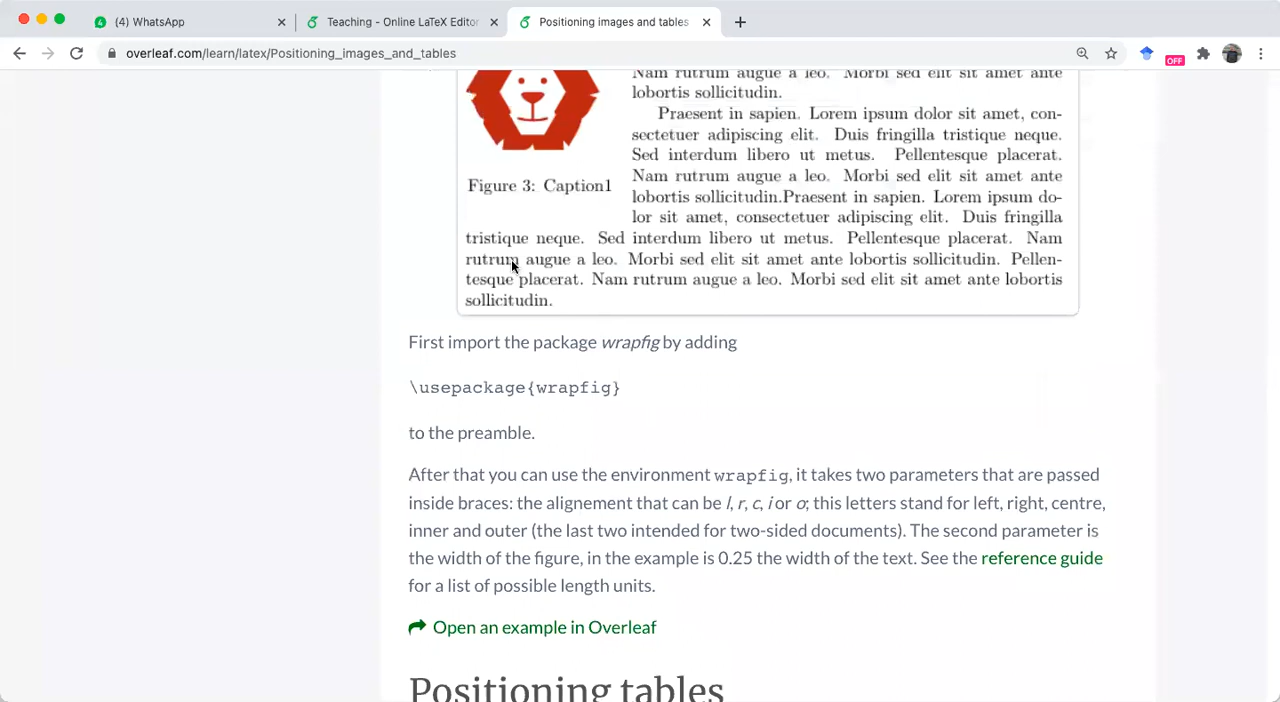 (4) WhatsApp
Teaching - Online LaTeX Editor
Positioning images and tables
overleaf.com/learn/latex/Positioning_images_and_tables
OFF
Nam rutrum augue a leo. Morbi sed elit sit amet ante
lobortis sollicitudin.
Praesent in sapien. Lorem ipsum dolor sit amet, con-
sectetuer adipiscing elit. Duis fringilla tristique neque.
Sed interdum libero ut metus. Pellentesque placerat.
Nam rutrum augue a leo. Morbi sed elit sit amet ante
Figure 3: Caption1
lobortis sollicitudin.Praesent in sapien. Lorem ipsum do-
lor sit amet, consectetuer adipiscing elit. Duis fringilla
tristique neque. Sed interdum libero ut metus. Pellentesque placerat. Nam
rutrum augue a leo. Morbi sed elit sit amet ante lobortis sollicitudin. Pellen-
tesque placerat. Nam rutrum augue a leo. Morbi sed elit sit amet ante lobortis
sollicitudin.
First import the package wrapfig by adding
\usepackage{wrapfig}
to the preamble.
After that you can use the environment wrapfig, it takes two parameters that are passed
inside braces: the alignement that can be l, r, c, i or o; this letters stand for left, right, centre,
inner and outer (the last two intended for two-sided documents). The second parameter is
the width of the figure, in the example is 0.25 the width of the text. See the reference guide
for a list of possible length units.
Open an example in Overleaf
Positioning tables